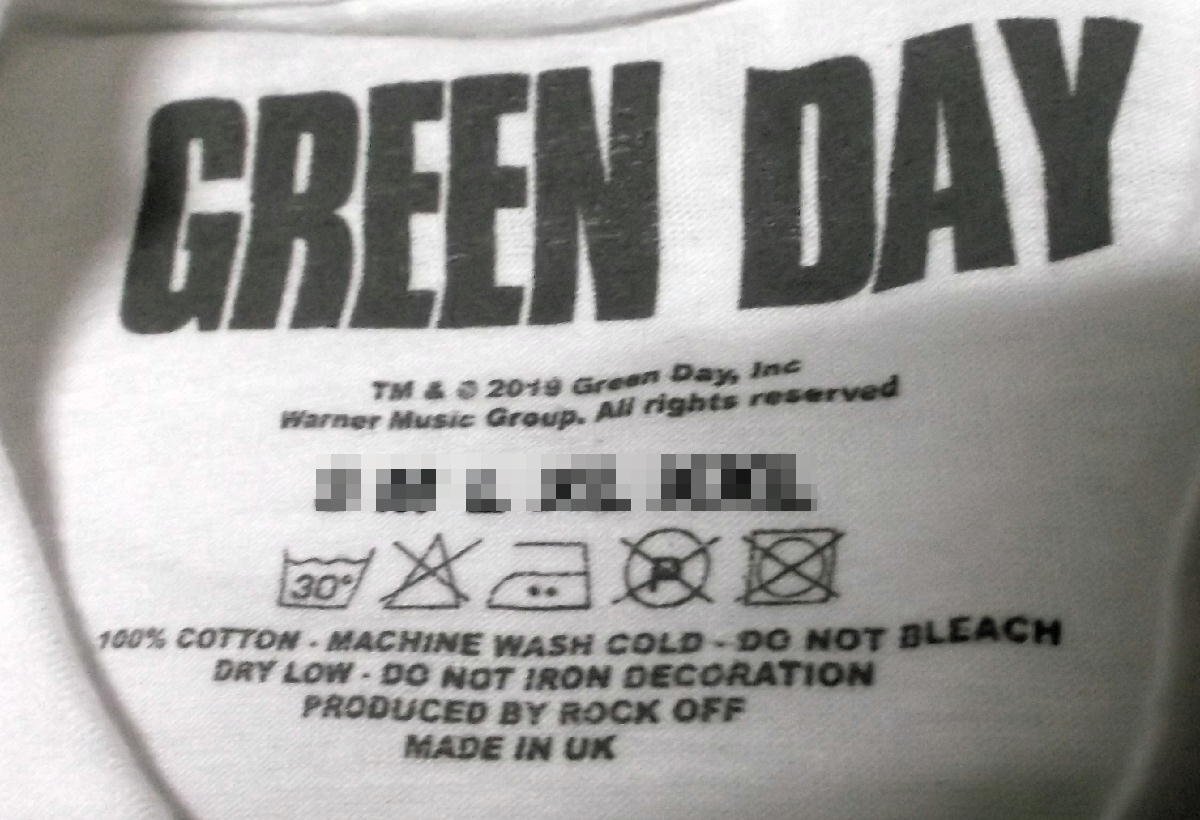 GREEN DAY
TM & © 2019 Green Day, Inc
Warner Music Group. All rights reserved
30°
P
100% COTTON - MACHINE WASH COLD - DO NOT BLEACH
DRY LOW - DO NOT IRON DECORATION
PRODUCED BY ROCK OFF
MADE IN UK